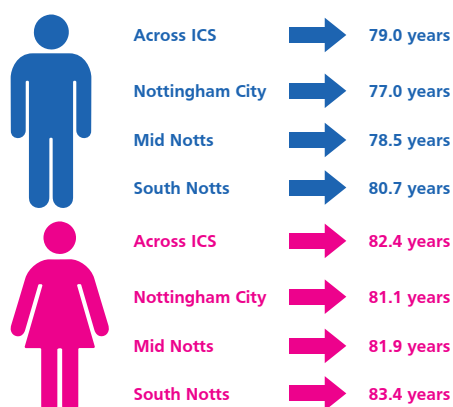 Across ICS 79.0 years
Nottingham City 77.0 years
Mid Notts 78.5 years
South Notts 80.7 years
Across ICS 82.4 years
Nottingham City 81.1 years
Mid Notts 81.9 years
South Notts 83.4 years